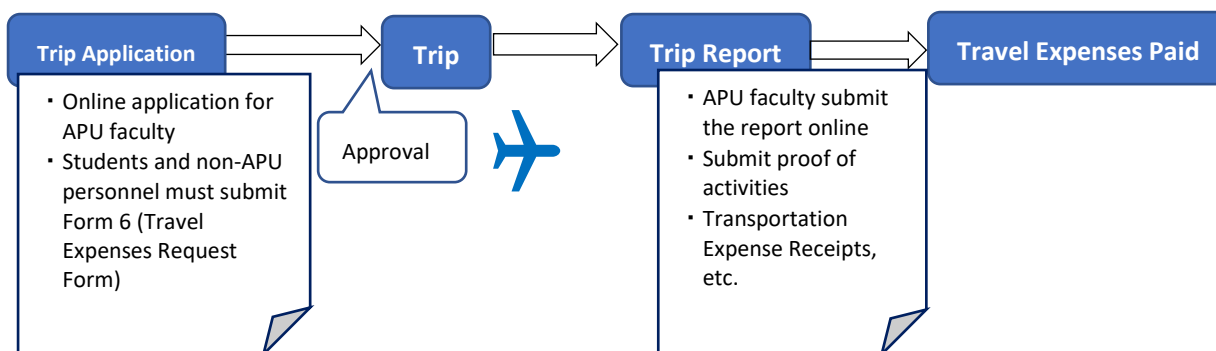 Trip Application
Trip
Trip Report
Travel Expenses Paid
・Online application for
APU faculty
・Students and non-APU
personnel must submit
Form 6 (Travel
Expenses Request
Form)
Approval
・APU faculty submit
the report online
・Submit proof of
activities
・Transportation
Expense Receipts,
etc.